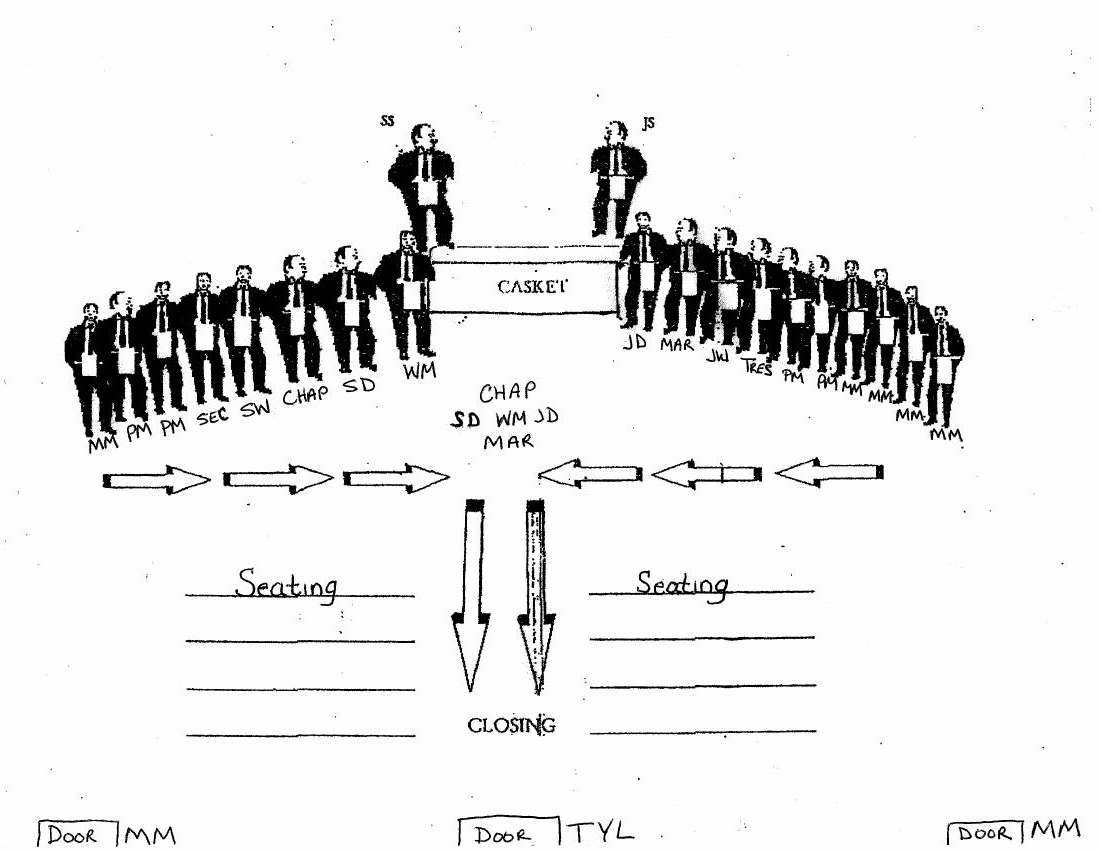 SS JS
CASKET
MM PM PM SEC SW CHAP SD WM JD MAR JW TRES PM PM MM MM MM MM
CHAP
SD WM JD
MAR
Seating Seating
CLOSING
DOOR MM DOOR TYL DOOR MM